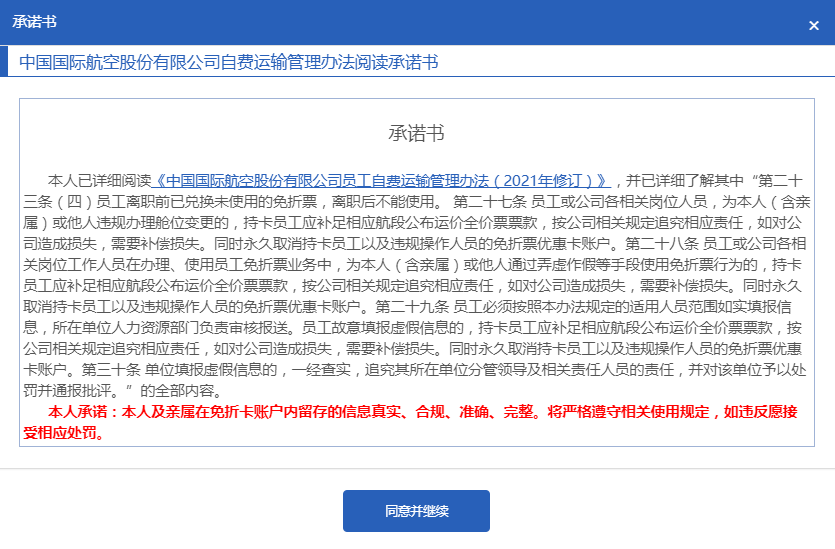 承诺书
×
中国国际航空股份有限公司自费运输管理办法阅读承诺书
承诺书
本人已详细阅读《中国国际航空股份有限公司员工自费运输管理办法（2021年修订）》，并已详细了解其中“第二十
三条（四）员工离职前已兑换未使用的免折票，离职后不能使用。 第二十七条 员工或公司各相关岗位人员，为本人（含亲
属）或他人违规办理舱位变更的，持卡员工应补足相应航段公布运价全价票票款，按公司相关规定追究相应责任，如对公
司造成损失，需要补偿损失。同时永久取消持卡员工以及违规操作人员的免折票优惠卡账户。第二十八条 员工或公司各相
关岗位工作人员在办理、使用员工免折票业务中，为本人（含亲属）或他人通过弄虚作假等手段使用免折票行为的，持卡
员工应补足相应航段公布运价全价票票款，按公司相关规定追究相应责任，如对公司造成损失，需要补偿损失。同时永久
取消持卡员工以及违规操作人员的免折票优惠卡账户。第二十九条 员工必须按照本办法规定的适用人员范围如实填报信
息，所在单位人力资源部门负责审核报送。员工故意填报虚假信息的，持卡员工应补足相应航段公布运价全价票票款，按
公司相关规定追究相应责任，如对公司造成损失，需要补偿损失。同时永久取消持卡员工以及违规操作人员的免折票优惠
卡账户。第三十条 单位填报虚假信息的，一经查实，追究其所在单位分管领导及相关责任人员的责任，并对该单位予以处
罚并通报批评。”的全部内容。
本人承诺：本人及亲属在免折卡账户内留存的信息真实、合规、准确、完整。将严格遵守相关使用规定，如违反愿接
受相应处罚。
同意并继续